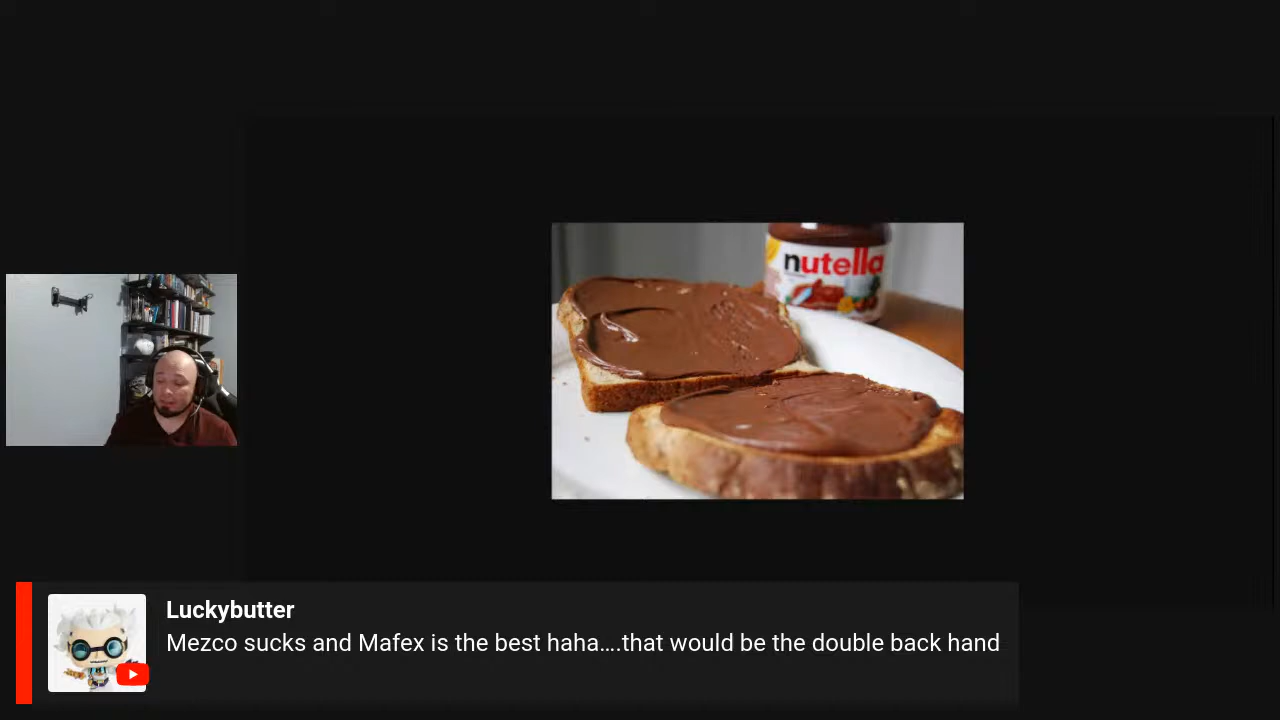 nutella
Luckybutter
Mezco sucks and Mafex is the best haha....that would be the double back hand